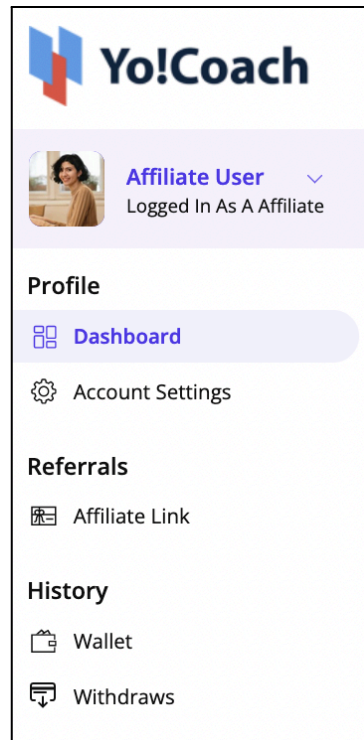 Yo!Coach
Affiliate User
Logged In As A Affiliate
Profile
Dashboard
Account Settings
Referrals
Affiliate Link
History
Wallet
Withdraws